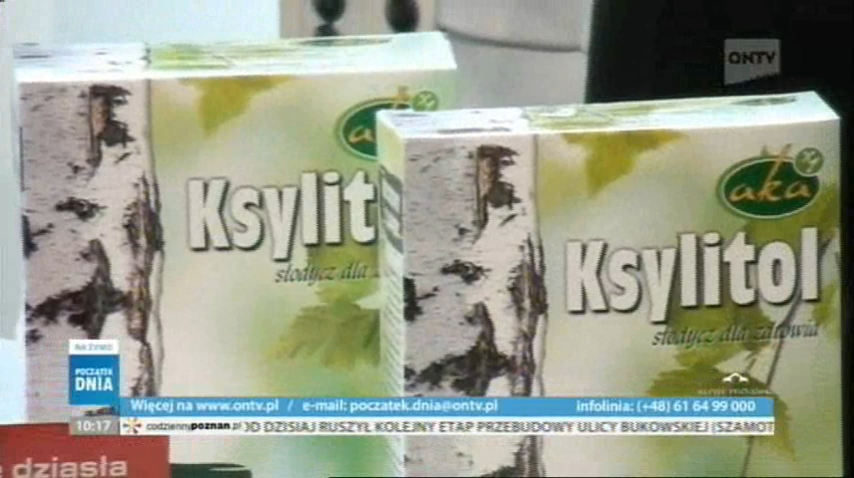 ONTV
aka
Ksylitol
słodycz dla zdrowia
Ksylit
słodycz dla
NA ŻYWO
POCZĄTEK
DNIA
Więcej na www.ontv.pl / e-mail: poczatek.dnia@ontv.pl infolinia: (+48) 61 64 99 000
10:17 codziennypoznan.pl OD DZISIAJ RUSZYŁ KOLEJNY ETAP PRZEBUDOWY ULICY BUKOWSKIEJ (SZAMOT
dziąsła